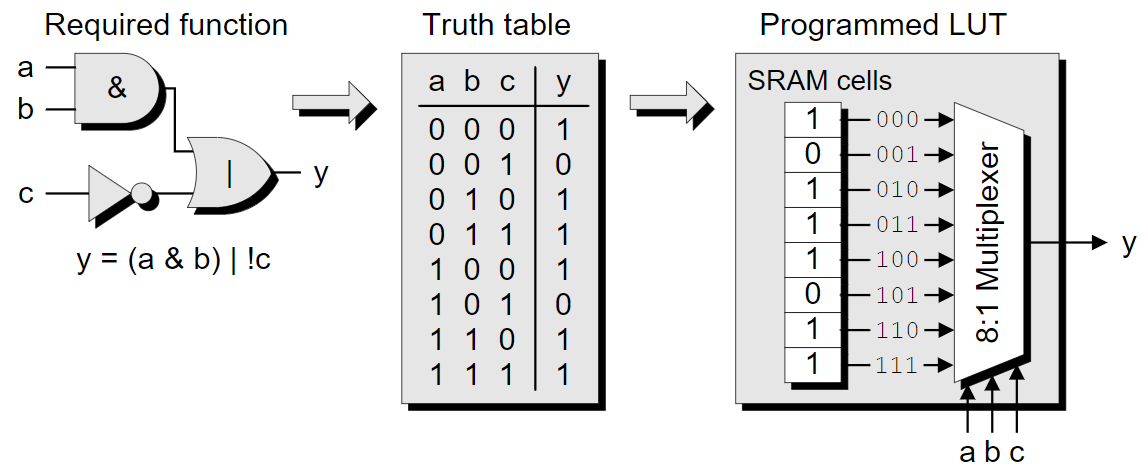 Required function
a
&
b
|
y
c
y = (a & b) | !c
Truth table
a b c y
0 0 0 1
0 0 1 0
0 1 0 1
0 1 1 1
1 0 0 1
1 0 1 0
1 1 0 1
1 1 1 1
Programmed LUT
SRAM cells
1 000
0 001
1 010
1 011
1 100
0 101
1 110
1 111
8:1 Multiplexer
y
a b c